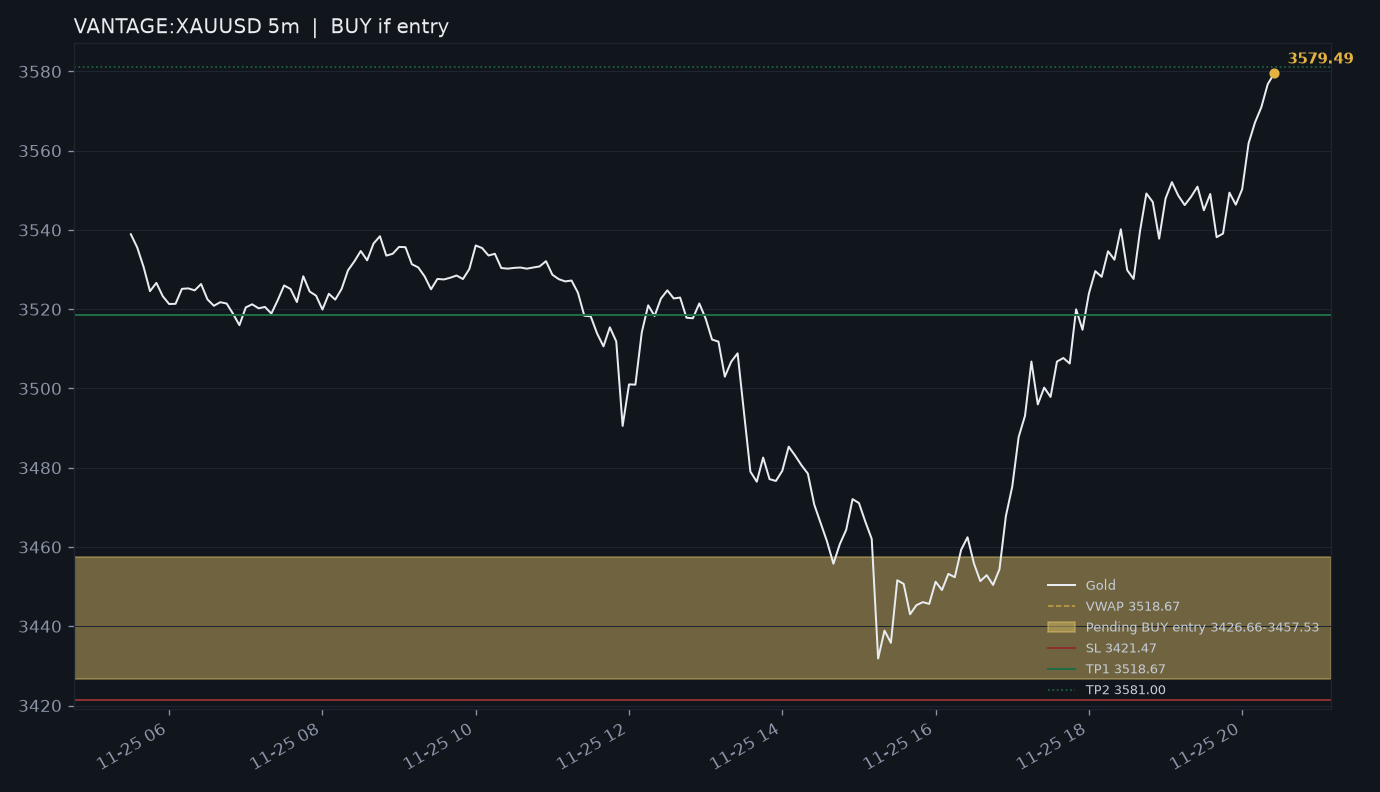 VANTAGE:XAUUSD 5m | BUY if entry
3579.49
3580
3560
3540
3520
3500
3480
3460
3440
3420
Gold
VWAP 3518.67
Pending BUY entry 3426.66-3457.53
SL 3421.47
TP1 3518.67
TP2 3581.00
11-25 06
11-25 08
11-25 10
11-25 12
11-25 14
11-25 16
11-25 18
11-25 20